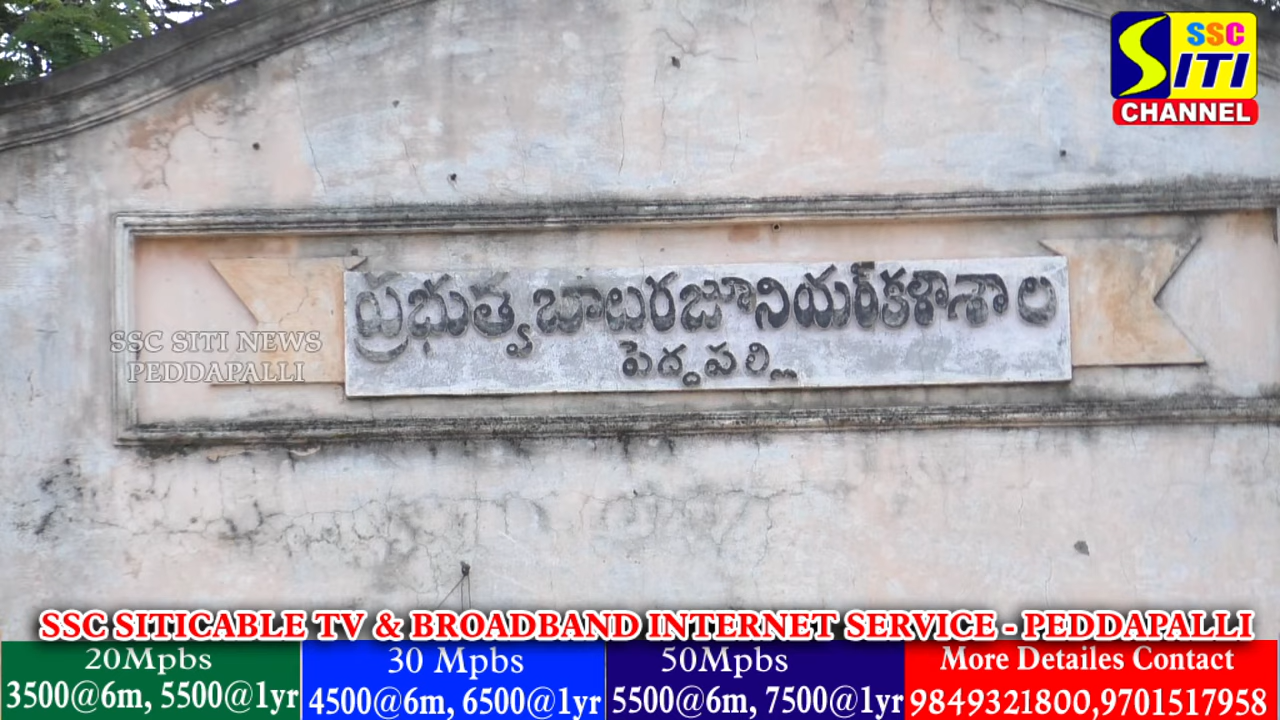 SSC
SITI
CHANNEL
ప్రభుత్వ బాలుర జూనియర్ కళాశాల
పెద్దపల్లి
SSC SITI NEWS
PEDDAPALLI
SSC SITICABLE TV & BROADBAND INTERNET SERVICE - PEDDAPALLI
20Mpbs
3500@6m, 5500@1yr
30 Mpbs
4500@6m, 6500@1yr
50Mpbs
5500@6m, 7500@1yr
More Detailes Contact
9849321800,9701517958